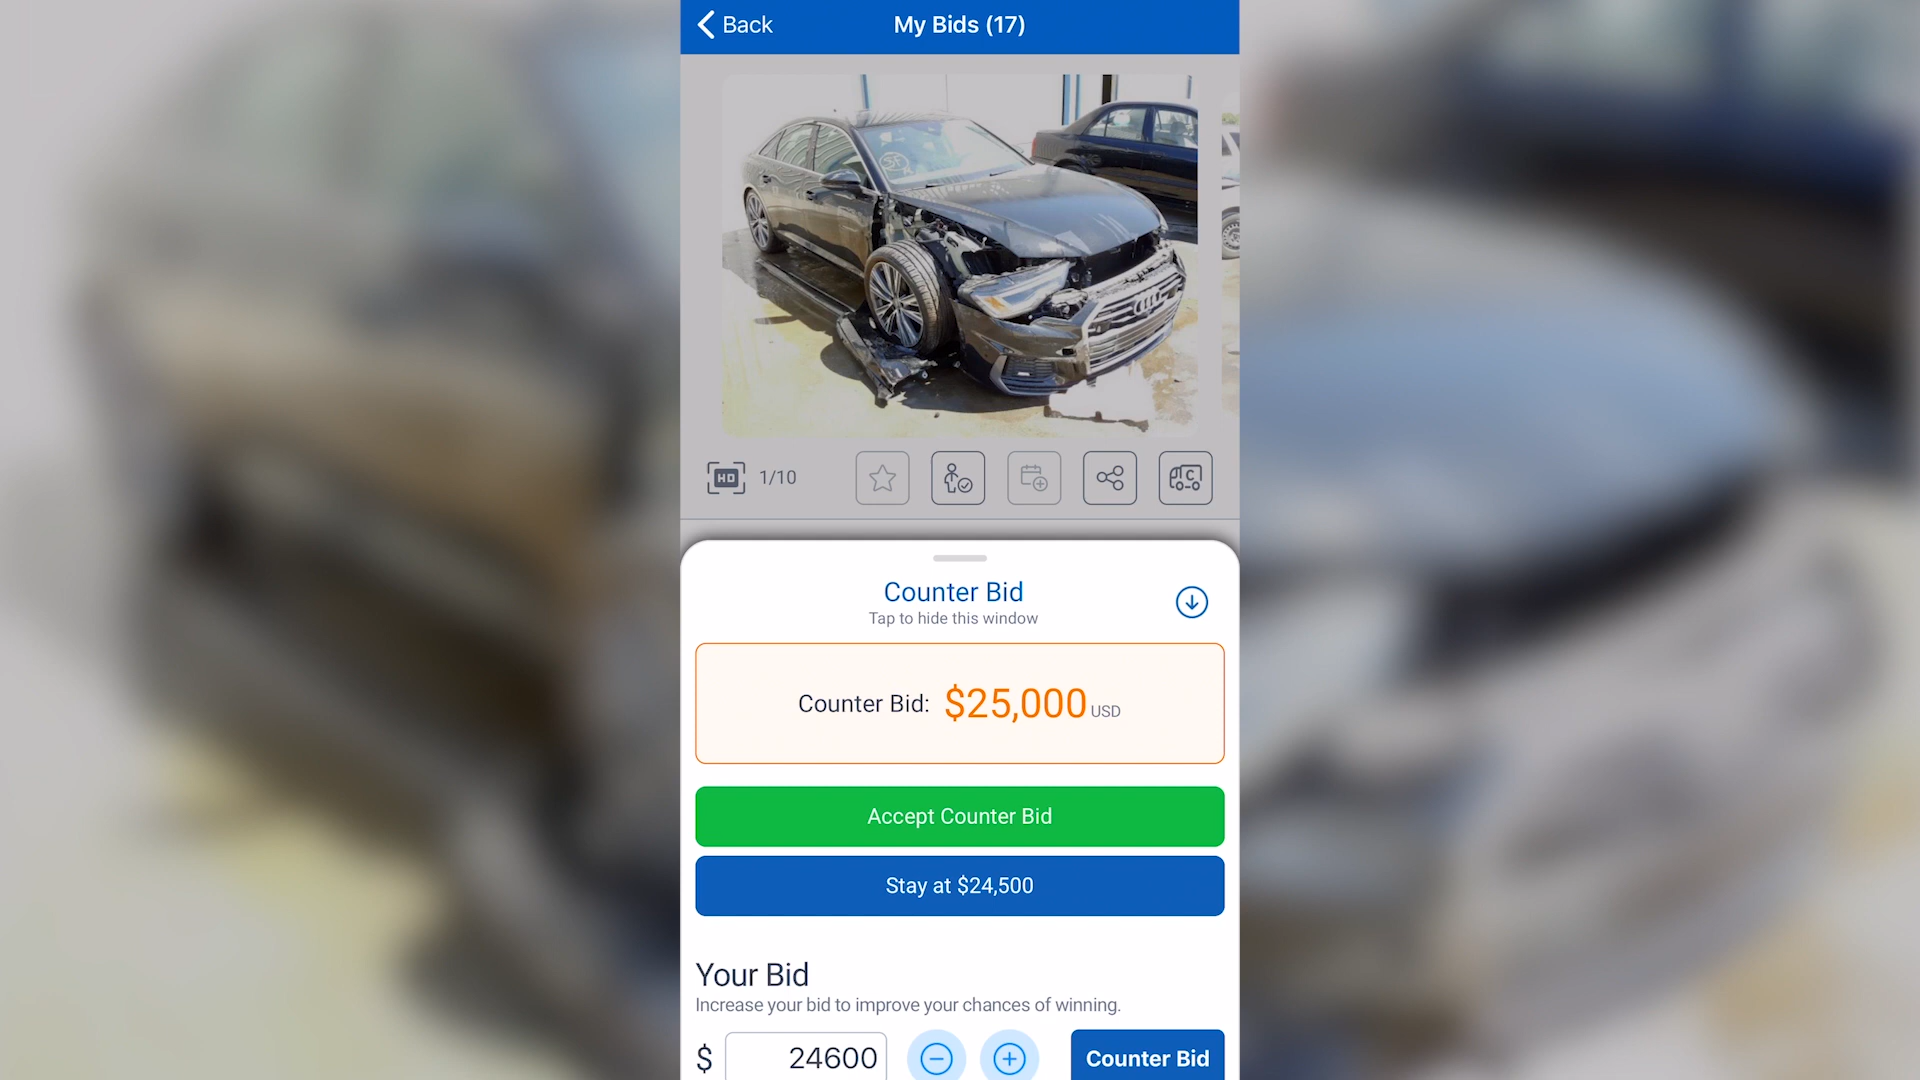 Back
My Bids (17)
SF
HD
1/10
C
Counter Bid
Tap to hide this window
Counter Bid: $25,000 USD
Accept Counter Bid
Stay at $24,500
Your Bid
Increase your bid to improve your chances of winning.
$ 24600
Counter Bid